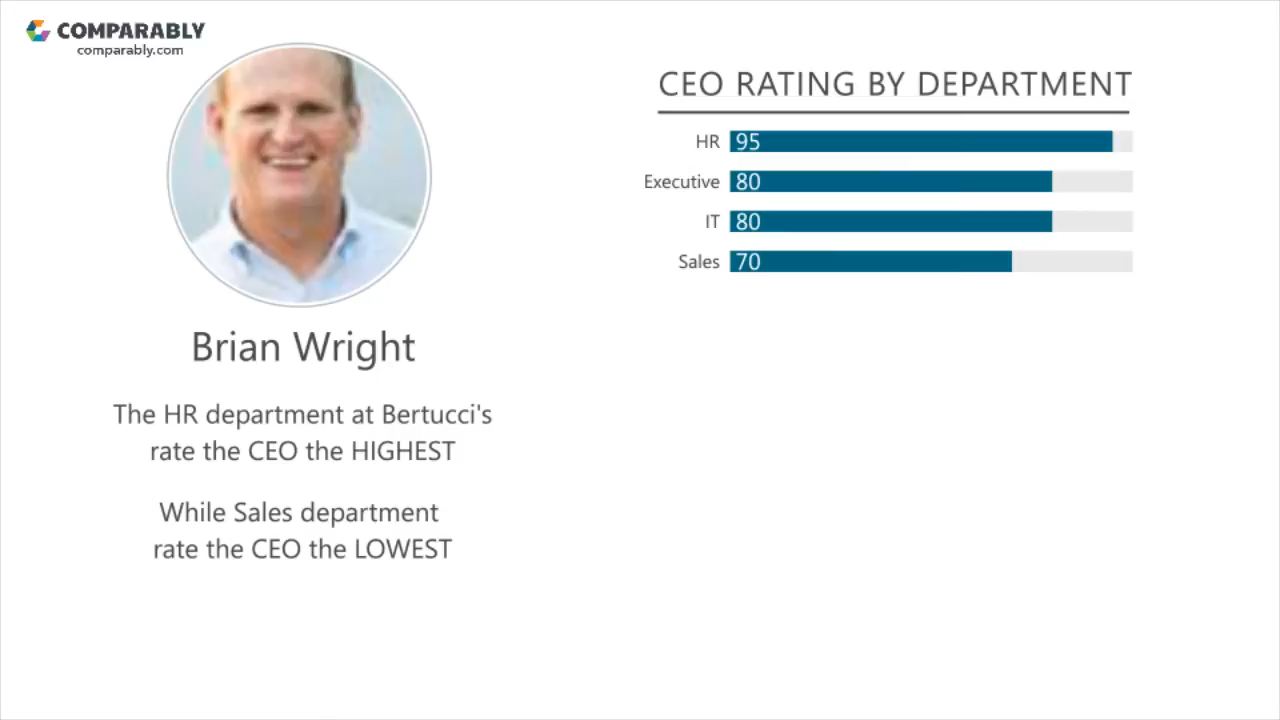 COMPARABLY
comparably.com
Brian Wright
The HR department at Bertucci's
rate the CEO the HIGHEST
While Sales department
rate the CEO the LOWEST
CEO RATING BY DEPARTMENT
HR 95
Executive 80
IT 80
Sales 70